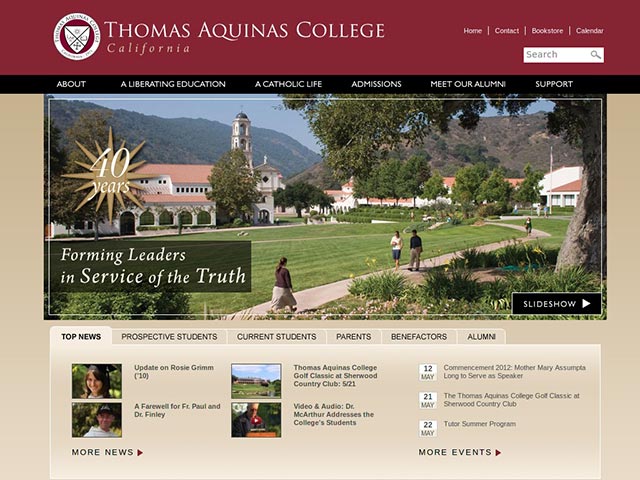 THOMAS AQUINAS COLLEGE
California
Home | Contact | Bookstore | Calendar
Search
ABOUT A LIBERATING EDUCATION A CATHOLIC LIFE ADMISSIONS MEET OUR ALUMNI SUPPORT
40
years
Forming Leaders
in Service of the Truth
SLIDESHOW
TOP NEWS PROSPECTIVE STUDENTS CURRENT STUDENTS PARENTS BENEFACTORS ALUMNI
Update on Rosie Grimm
('10)
A Farewell for Fr. Paul and
Dr. Finley
MORE NEWS
Thomas Aquinas College
Golf Classic at Sherwood
Country Club: 5/21
Video & Audio: Dr.
McArthur Addresses the
College's Students
12
MAY
Commencement 2012: Mother Mary Assumpta
Long to Serve as Speaker
21
MAY
The Thomas Aquinas College Golf Classic at
Sherwood Country Club
22
MAY
Tutor Summer Program
MORE EVENTS